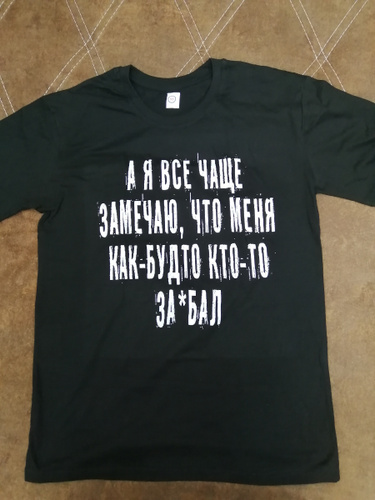 А Я ВСЕ ЧАЩЕ
ЗАМЕЧАЮ, ЧТО МЕНЯ
КАК-БУДТО КТО-ТО
ЗА*БАЛ